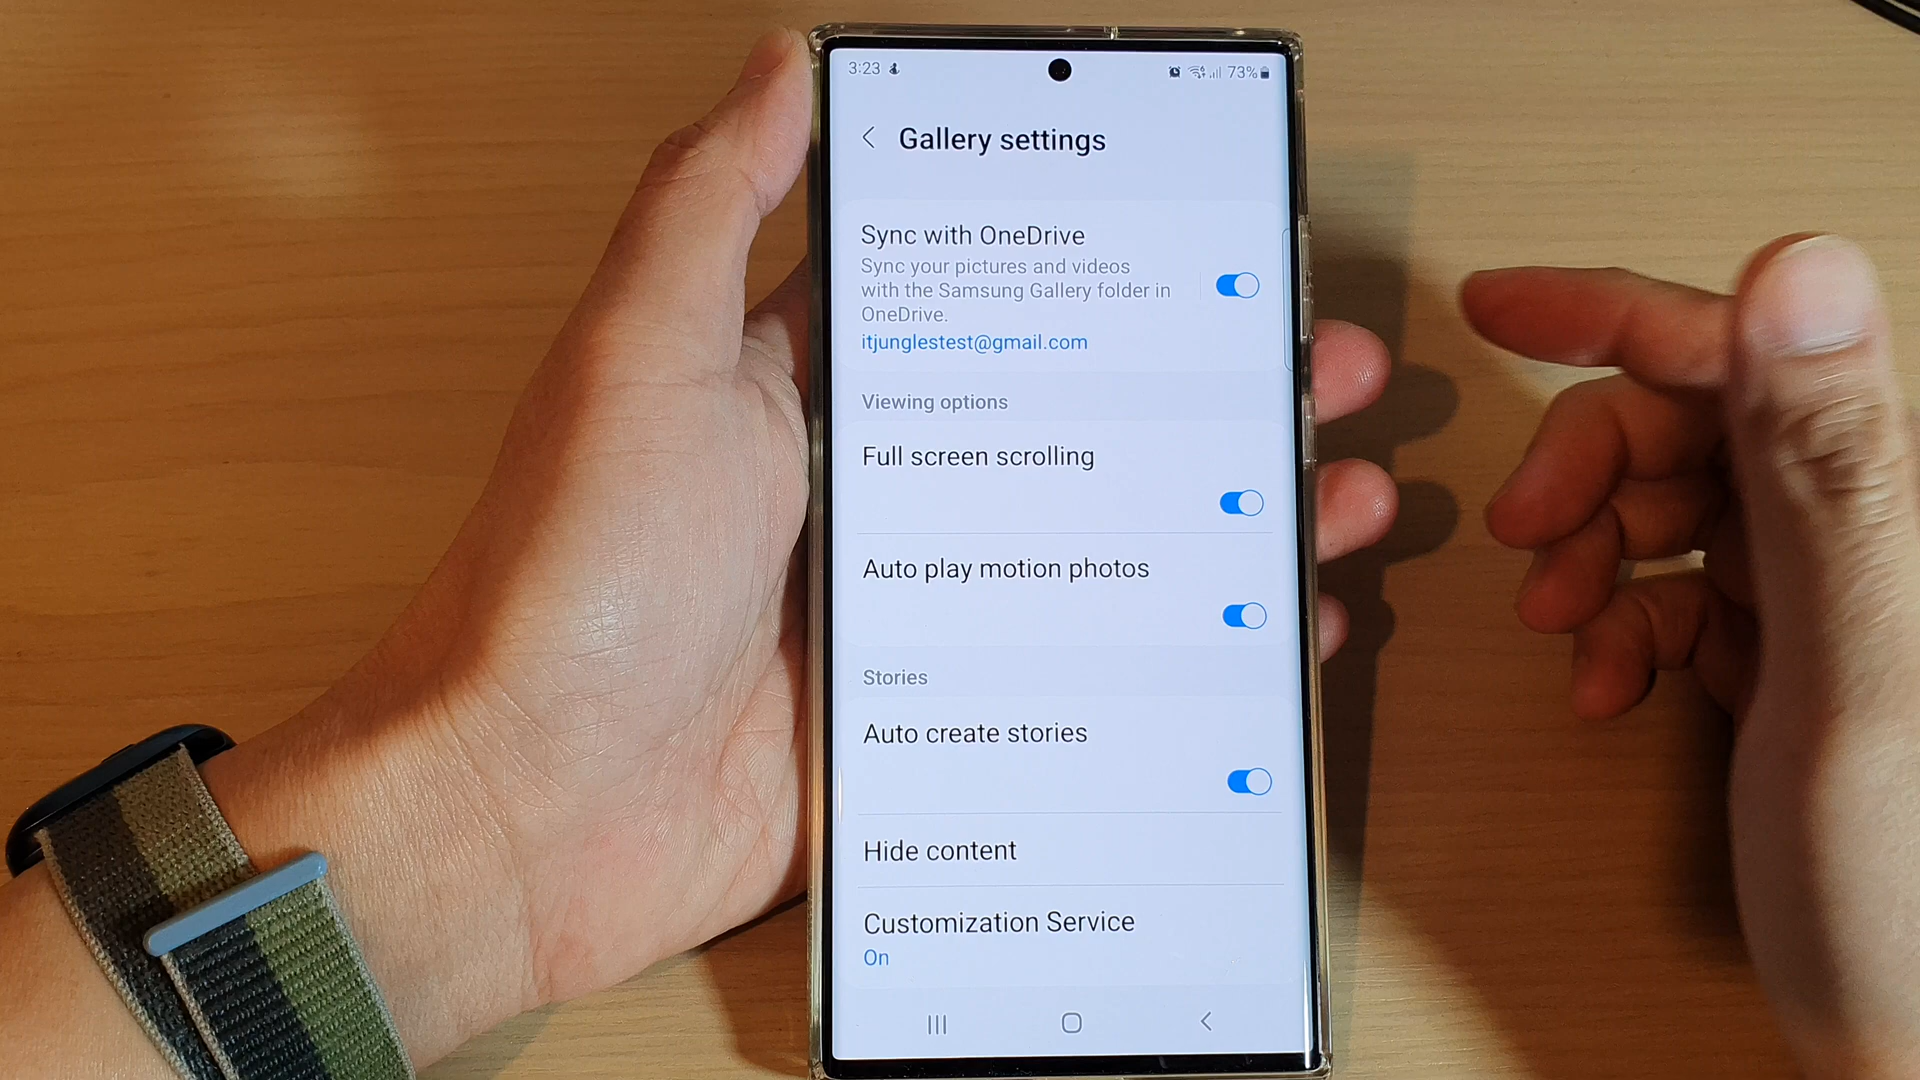 3:23
73%
Gallery settings
Sync with OneDrive
Sync your pictures and videos
with the Samsung Gallery folder in
OneDrive.
itjunglestest@gmail.com
Viewing options
Full screen scrolling
Auto play motion photos
Stories
Auto create stories
Hide content
Customization Service
On